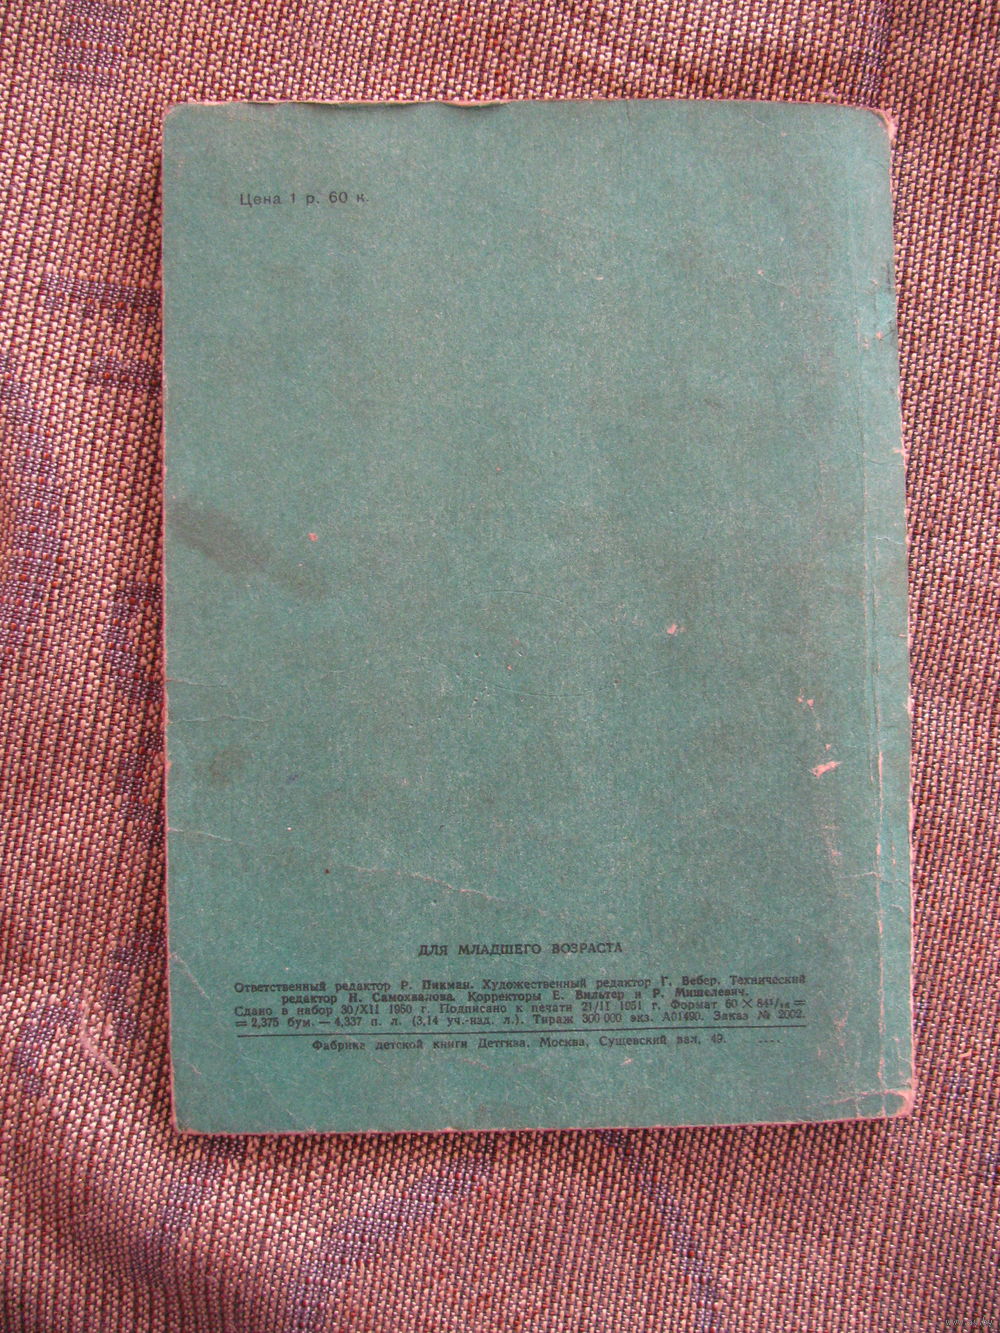 Цена 1 р. 60 к.
ДЛЯ МЛАДШЕГО ВОЗРАСТА
Ответственный редактор Р. Пикман. Художественный редактор Г. Вебер. Технический
редактор Н. Самохвалова. Корректоры Е. Вильтер и Р. Мишелевич.
Сдано в набор 30/XII 1950 г. Подписано к печати 21/II 1951 г. Формат 60 × 84¹/₁₆ =
= 2,375 бум. — 4,337 п. л. (3,14 уч.-изд. л.). Тираж 300 000 экз. А01490. Заказ № 2002.
Фабрика детской книги Детгиза. Москва, Сущевский вал, 49.